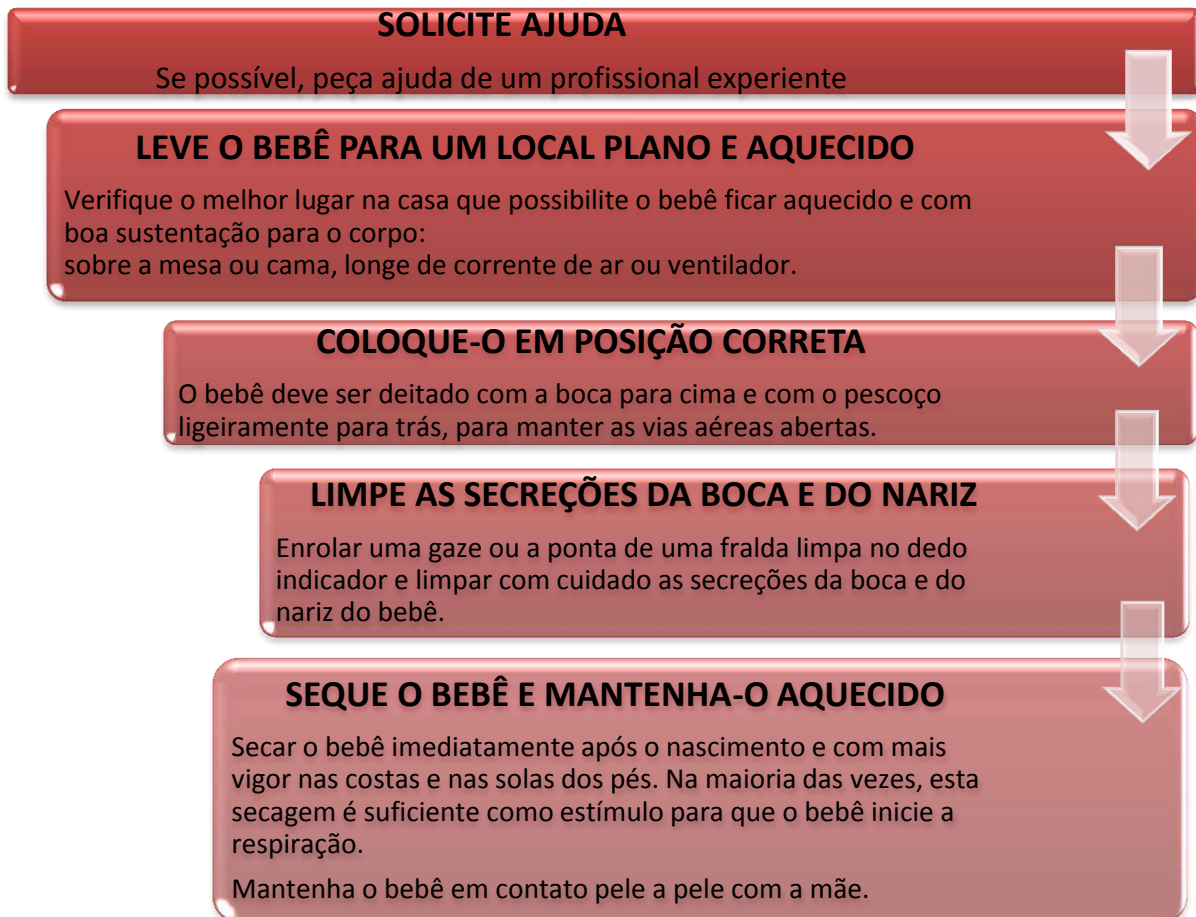 SOLICITE AJUDA
Se possível, peça ajuda de um profissional experiente
LEVE O BEBÊ PARA UM LOCAL PLANO E AQUECIDO
Verifique o melhor lugar na casa que possibilite o bebê ficar aquecido e com
boa sustentação para o corpo:
sobre a mesa ou cama, longe de corrente de ar ou ventilador.
COLOQUE-O EM POSIÇÃO CORRETA
O bebê deve ser deitado com a boca para cima e com o pescoço
ligeiramente para trás, para manter as vias aéreas abertas.
LIMPE AS SECREÇÕES DA BOCA E DO NARIZ
Enrolar uma gaze ou a ponta de uma fralda limpa no dedo
indicador e limpar com cuidado as secreções da boca e do
nariz do bebê.
SEQUE O BEBÊ E MANTENHA-O AQUECIDO
Secar o bebê imediatamente após o nascimento e com mais
vigor nas costas e nas solas dos pés. Na maioria das vezes, esta
secagem é suficiente como estímulo para que o bebê inicie a
respiração.
Mantenha o bebê em contato pele a pele com a mãe.